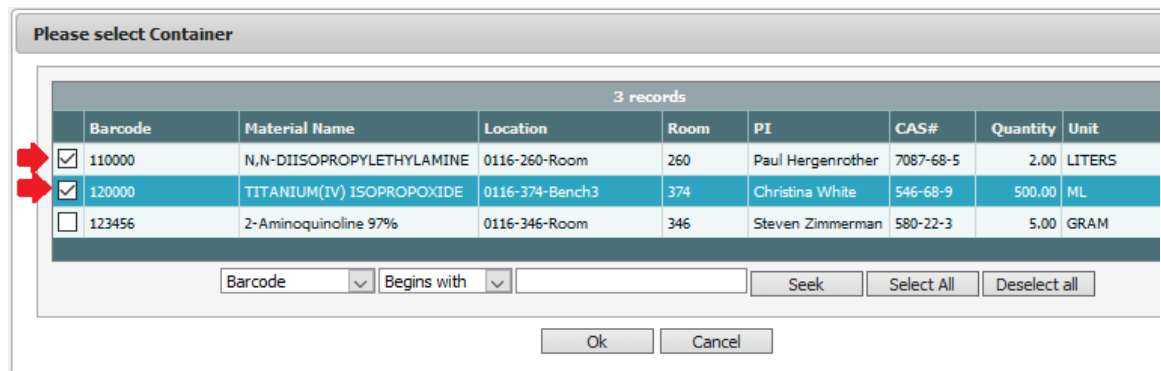 Please select Container
3 records
Barcode Material Name Location Room PI CAS# Quantity Unit
110000 N,N-DIISOPROPYLETHYLAMINE 0116-260-Room 260 Paul Hergenrother 7087-68-5 2.00 LITERS
120000 TITANIUM(IV) ISOPROPOXIDE 0116-374-Bench3 374 Christina White 546-68-9 500.00 ML
123456 2-Aminoquinoline 97% 0116-346-Room 346 Steven Zimmerman 580-22-3 5.00 GRAM
Barcode Begins with Seek Select All Deselect all
Ok Cancel